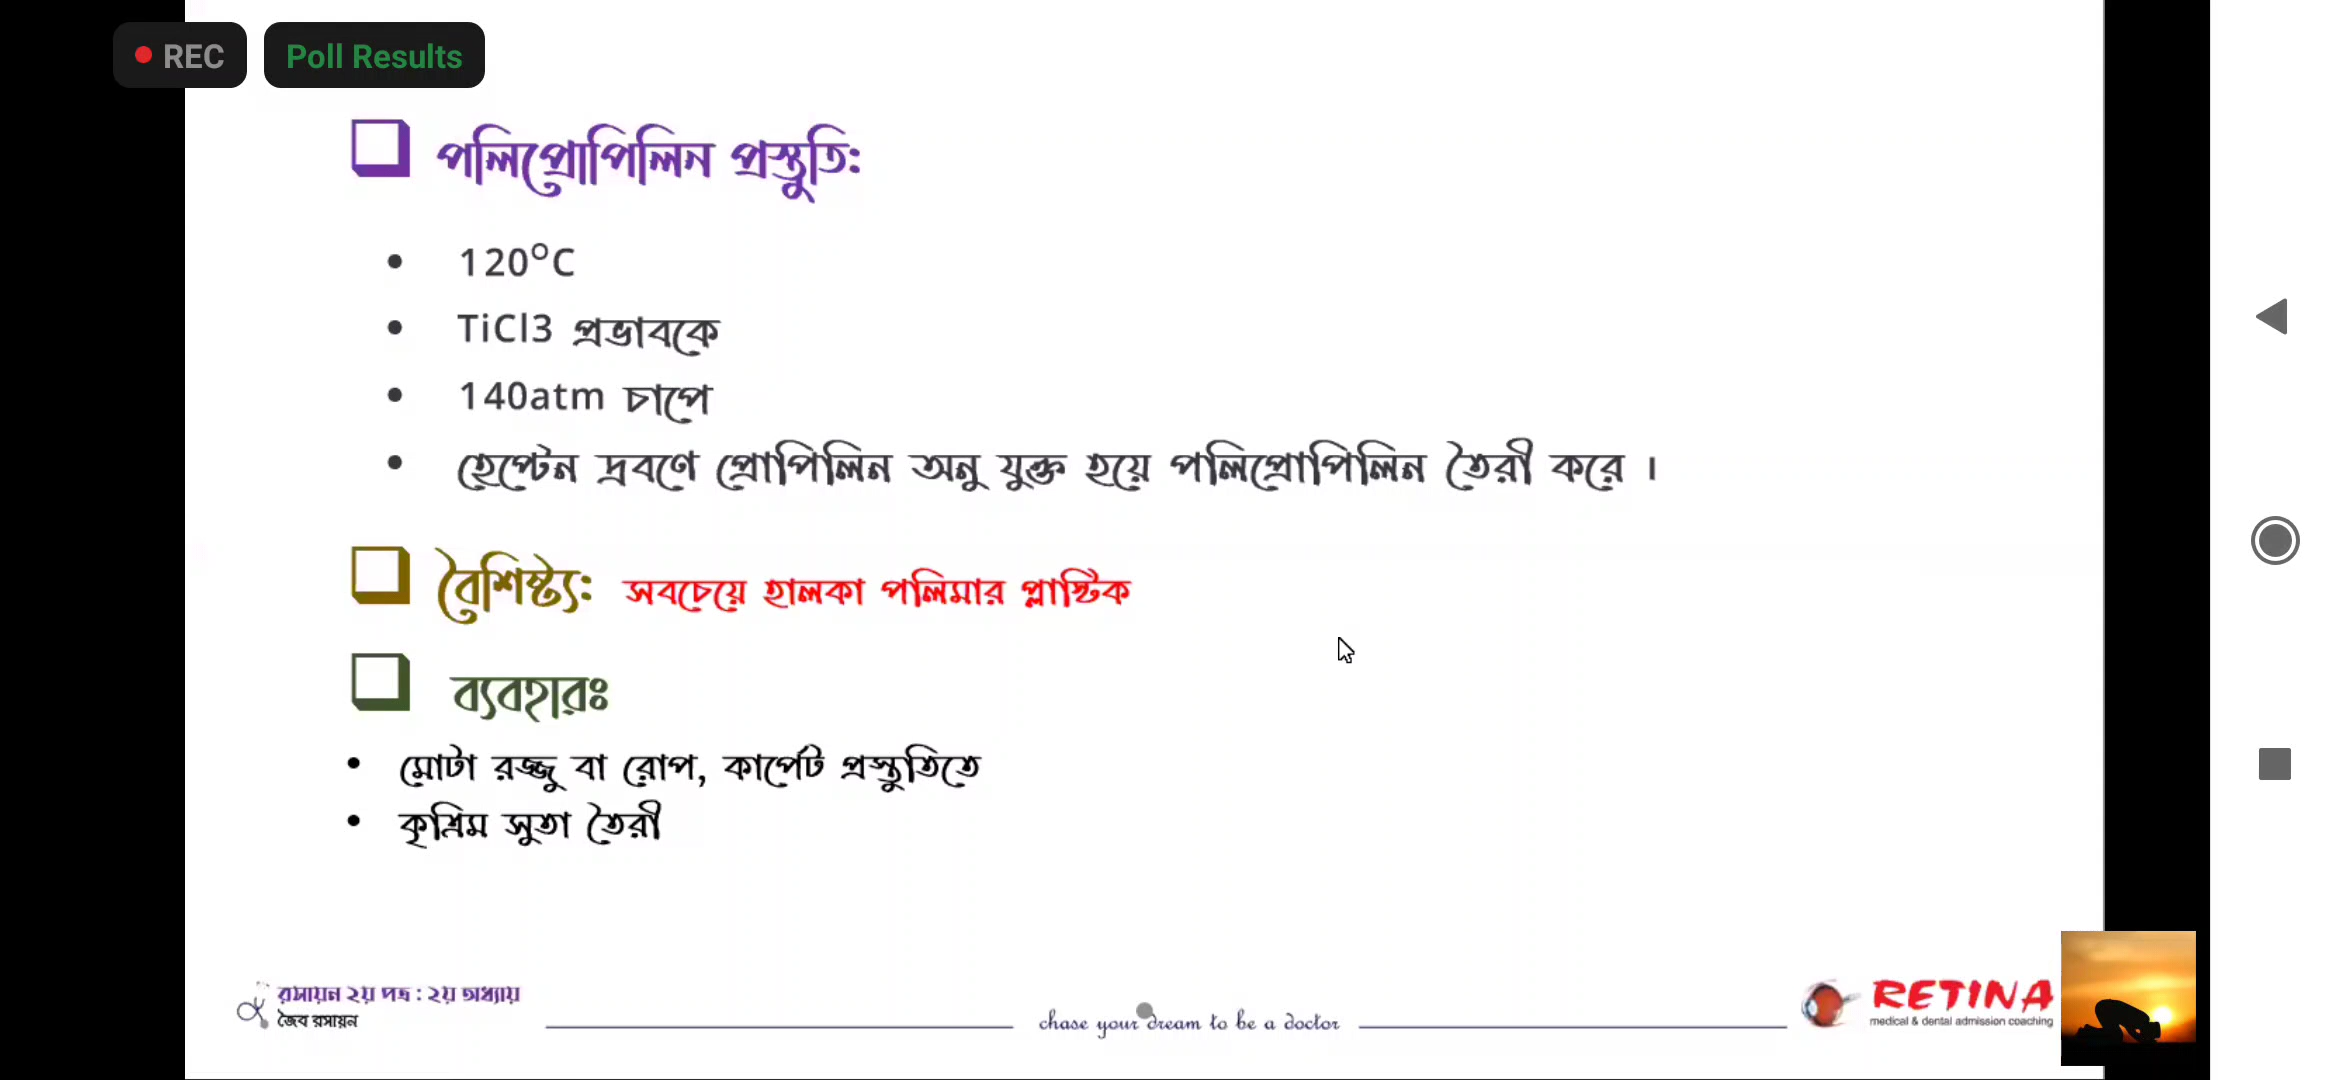 REC
Poll Results
পলিপ্রোপিলিন প্রস্তুতি:
• 120°C
• TiCl3 প্রভাবকে
• 140atm চাপে
• হেপ্টেন দ্রবণে প্রোপিলিন অনু যুক্ত হয়ে পলিপ্রোপিলিন তৈরী করে ।
বৈশিষ্ট্য: সবচেয়ে হালকা পলিমার প্লাস্টিক
ব্যবহারঃ
• মোটা রজ্জু বা রোপ, কার্পেট প্রস্তুতিতে
• কৃত্রিম সুতা তৈরী
রসায়ন ২য় পত্র : ২য় অধ্যায়
জৈব রসায়ন
chase your dream to be a doctor
RETINA
medical & dental admission coaching